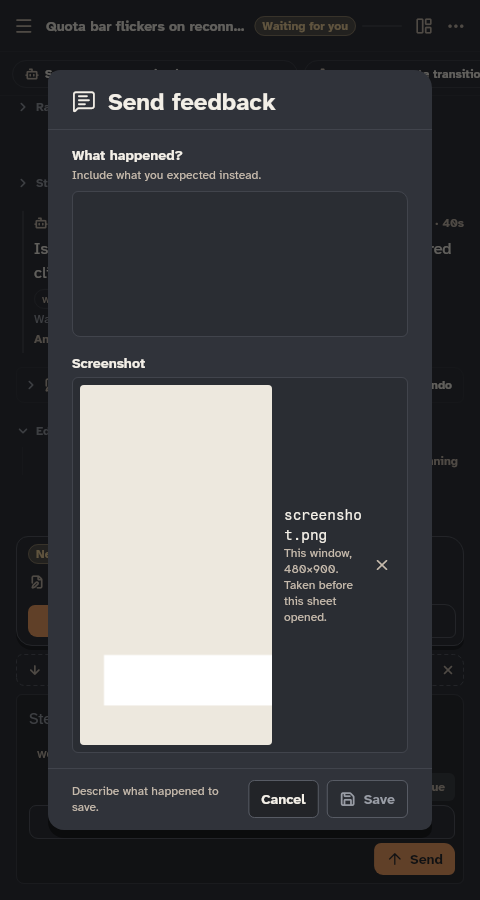 Quota bar flickers on reconn... Waiting for you
Send feedback
What happened?
Include what you expected instead.
· 40s
Screenshot
screensho
t.png
This window,
480×900.
Taken before
this sheet
opened.
Describe what happened to
save.
Cancel
Save
Send